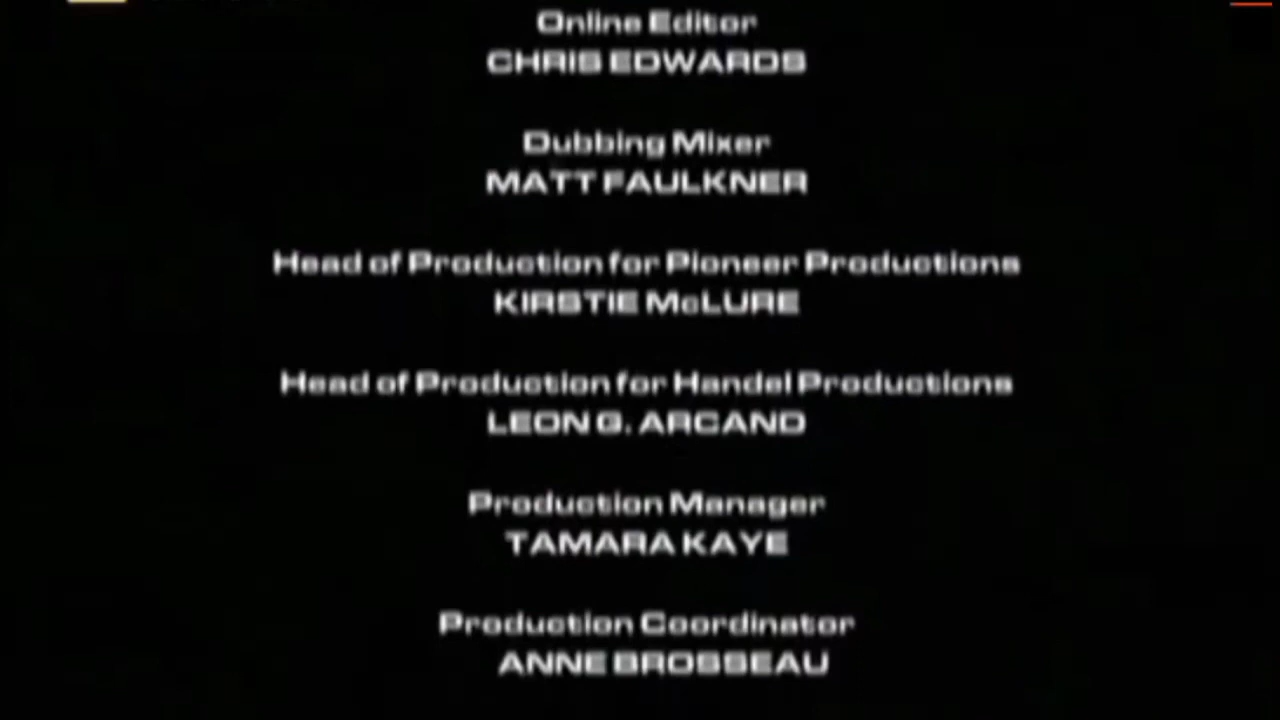 Online Editor
CHRIS EDWARDS
Dubbing Mixer
MATT FAULKNER
Head of Production for Pioneer Productions
KIRSTIE McLURE
Head of Production for Handel Productions
LEON G. ARCAND
Production Manager
TAMARA KAYE
Production Coordinator
ANNE BROSSEAU